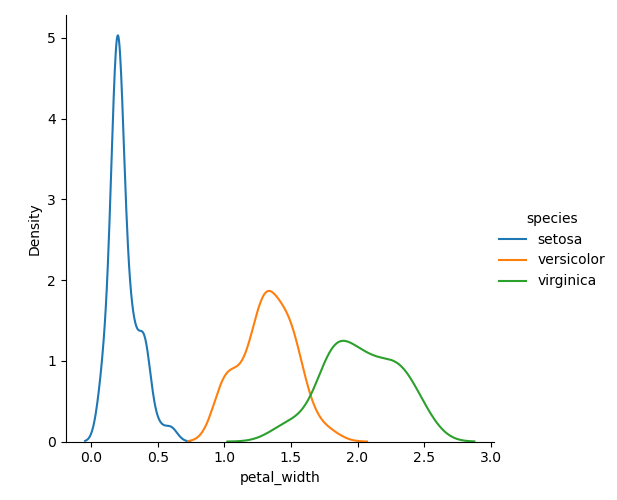 5
4
3
2
1
0
Density
0.0 0.5 1.0 1.5 2.0 2.5 3.0
petal_width
species
setosa
versicolor
virginica